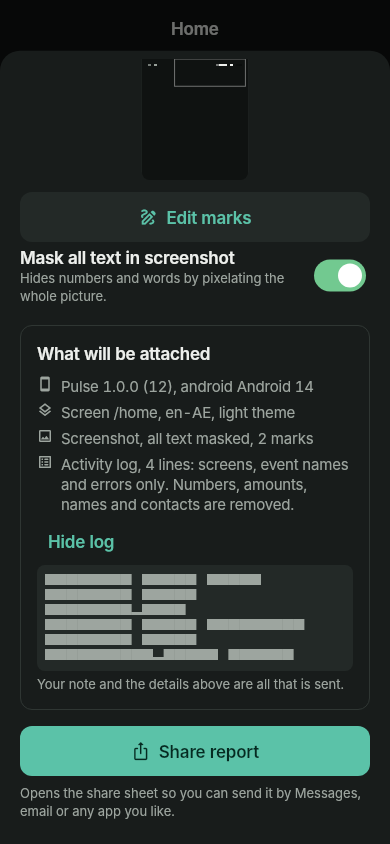 Home
Edit marks
Mask all text in screenshot
Hides numbers and words by pixelating the
whole picture.
What will be attached
Pulse 1.0.0 (12), android Android 14
Screen /home, en-AE, light theme
Screenshot, all text masked, 2 marks
Activity log, 4 lines: screens, event names
and errors only. Numbers, amounts,
names and contacts are removed.
Hide log
Your note and the details above are all that is sent.
Share report
Opens the share sheet so you can send it by Messages,
email or any app you like.